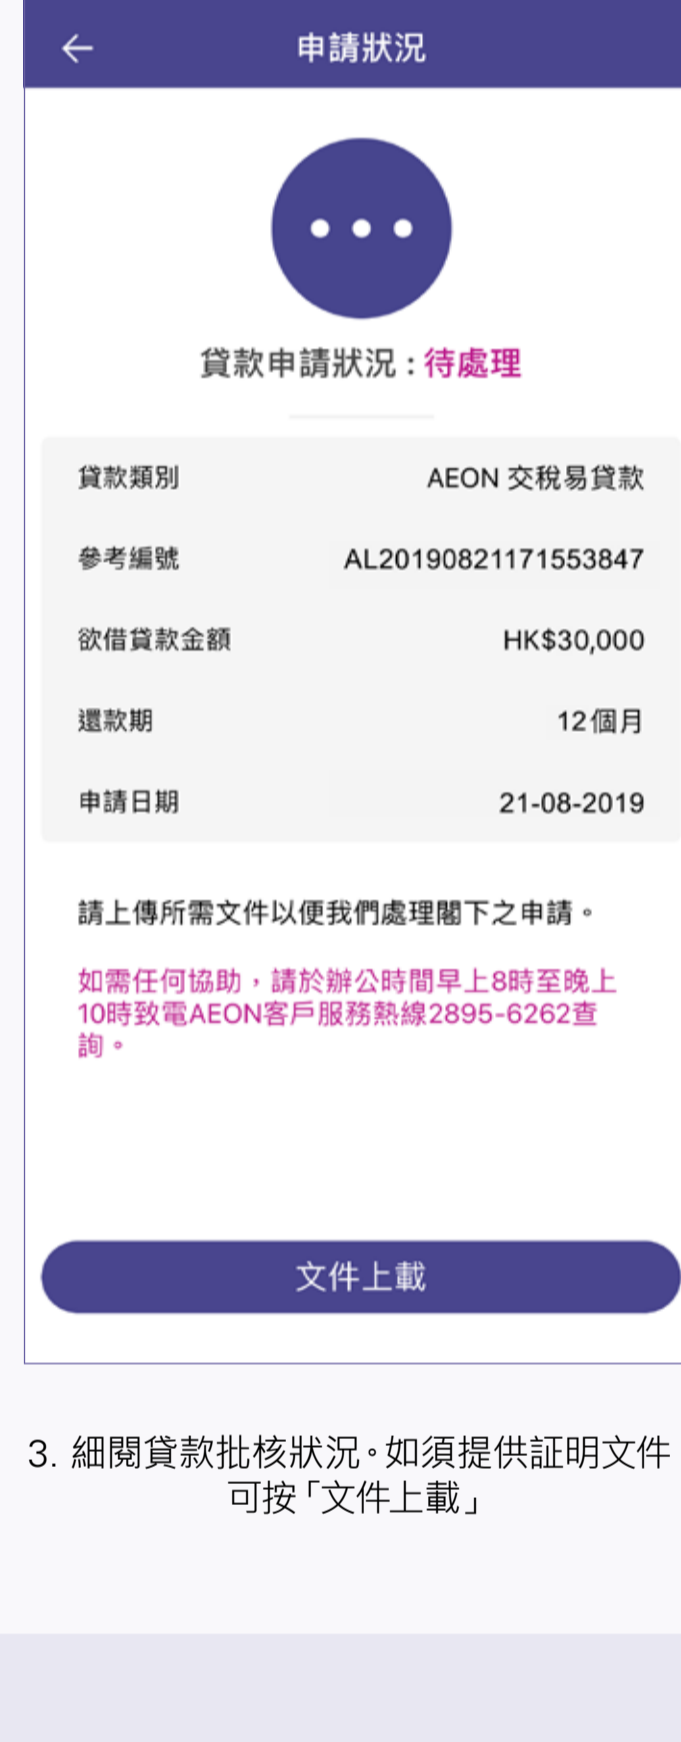 申請狀況
貸款申請狀況：待處理
貸款類別 AEON 交稅易貸款
參考編號 AL20190821171553847
欲借貸款金額 HK$30,000
還款期 12個月
申請日期 21-08-2019
請上傳所需文件以便我們處理閣下之申請。
如需任何協助，請於辦公時間早上8時至晚上
10時致電AEON客戶服務熱線2895-6262查
詢。
文件上載
3. 細閱貸款批核狀況。如須提供証明文件
可按「文件上載」